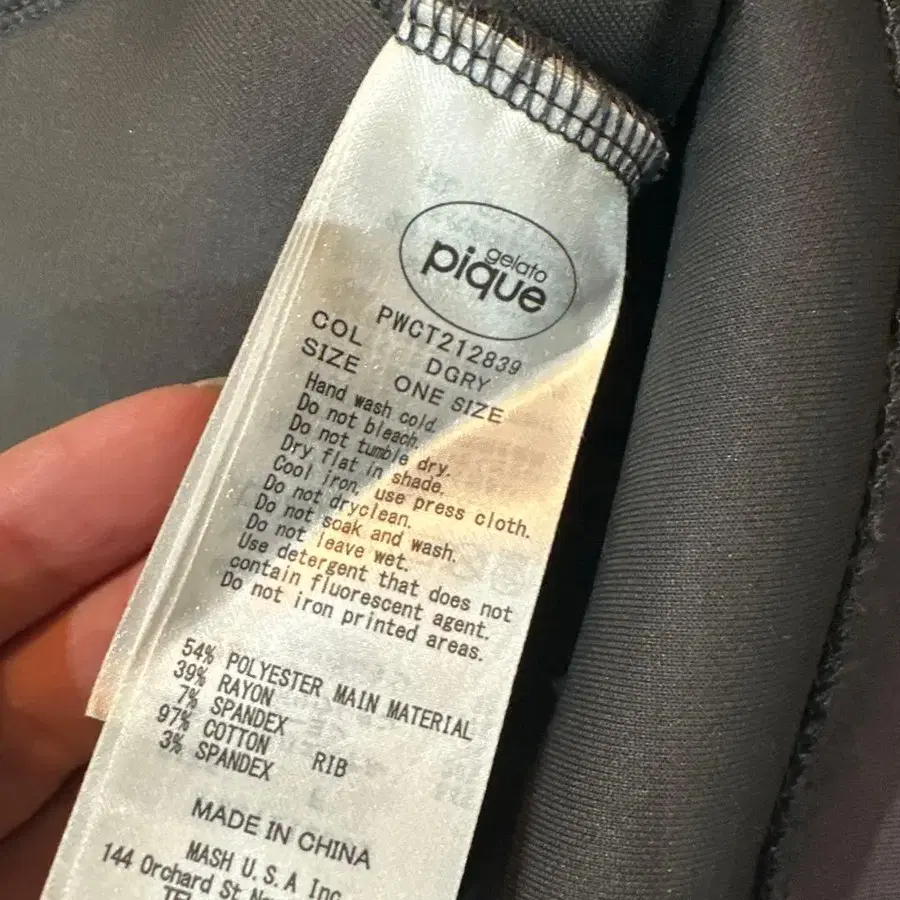 gelato
pique
PWCT212839
COL DGRY
SIZE ONE SIZE
Hand wash cold.
Do not bleach.
Do not tumble dry.
Dry flat in shade.
Cool iron, use press cloth.
Do not dryclean.
Do not soak and wash.
Do not leave wet.
Use detergent that does not
contain fluorescent agent.
Do not iron printed areas.
54% POLYESTER MAIN MATERIAL
39% RAYON
7% SPANDEX
97% COTTON RIB
3% SPANDEX
MADE IN CHINA
MASH U.S.A Inc
144 Orchard St
TEL